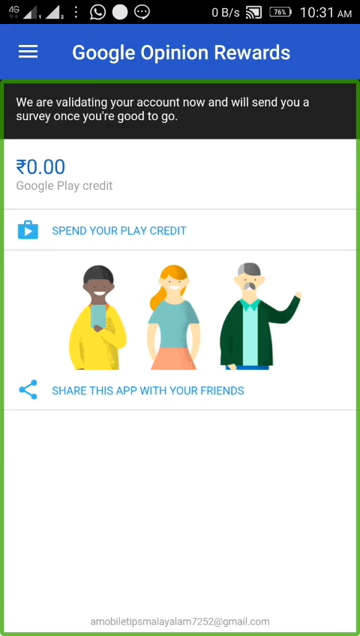 4G 1 2 0 B/s 76% 10:31 AM
Google Opinion Rewards
We are validating your account now and will send you a
survey once you're good to go.
₹0.00
Google Play credit
SPEND YOUR PLAY CREDIT
SHARE THIS APP WITH YOUR FRIENDS
amobiletipsmalayalam7252@gmail.com